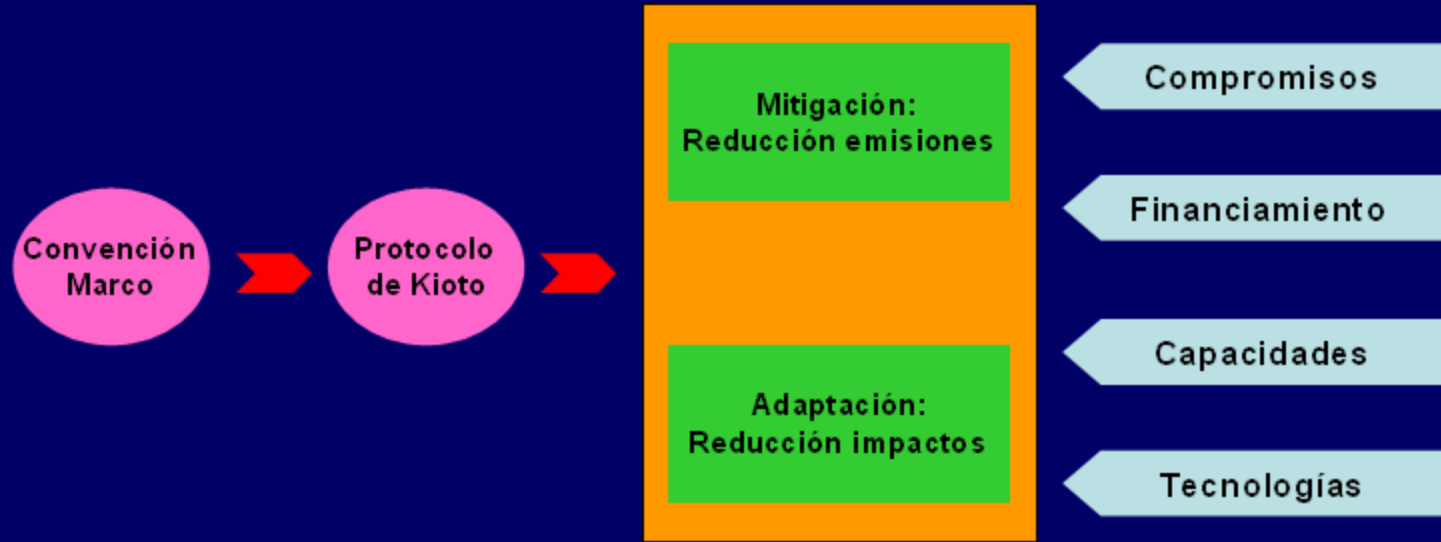 Convención
Marco
Protocolo
de Kioto
Mitigación:
Reducción emisiones
Adaptación:
Reducción impactos
Compromisos
Financiamiento
Capacidades
Tecnologías